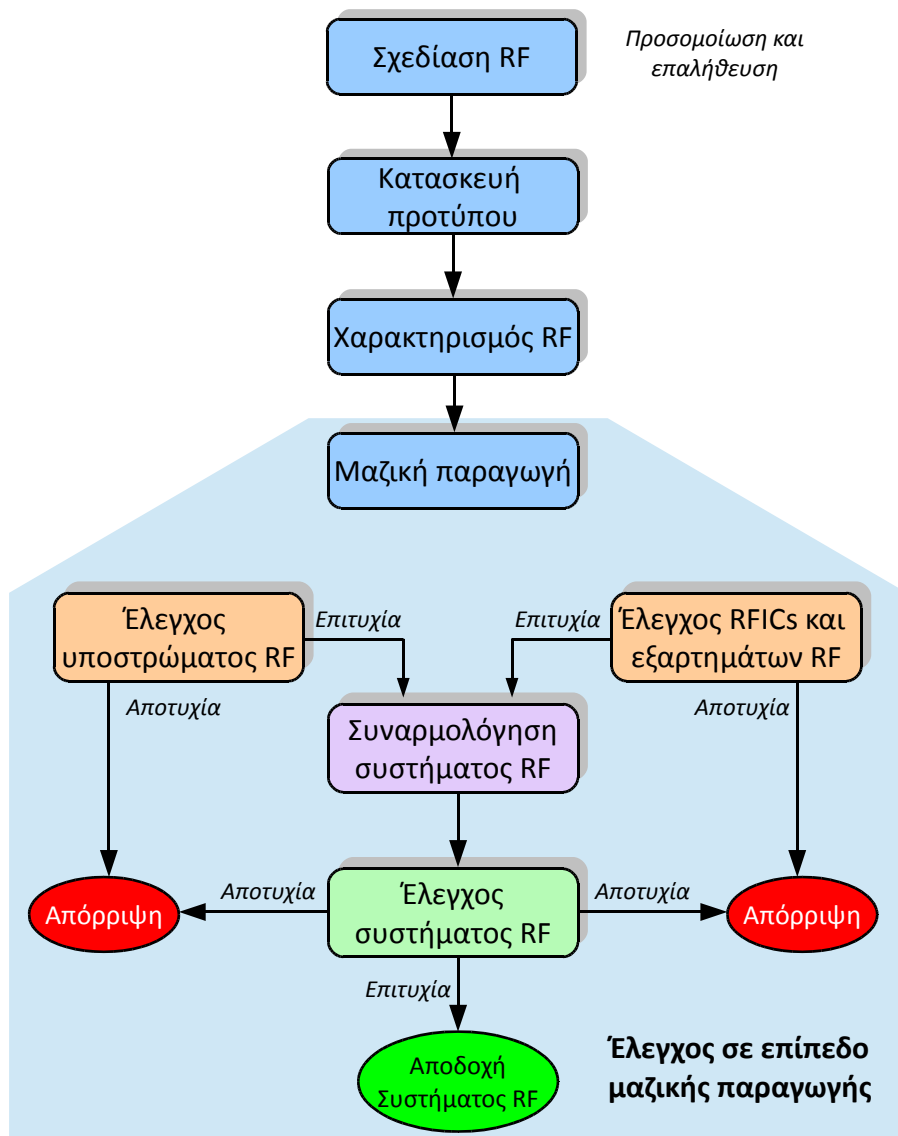 Σχεδίαση RF
Προσομοίωση και
επαλήθευση
Κατασκευή
προτύπου
Χαρακτηρισμός RF
Μαζική παραγωγή
Έλεγχος
υποστρώματος RF
Επιτυχία
Επιτυχία
Έλεγχος RFICs και
εξαρτημάτων RF
Αποτυχία
Αποτυχία
Συναρμολόγηση
συστήματος RF
Απόρριψη
Αποτυχία
Έλεγχος
συστήματος RF
Αποτυχία
Απόρριψη
Επιτυχία
Αποδοχή
Συστήματος RF
Έλεγχος σε επίπεδο
μαζικής παραγωγής